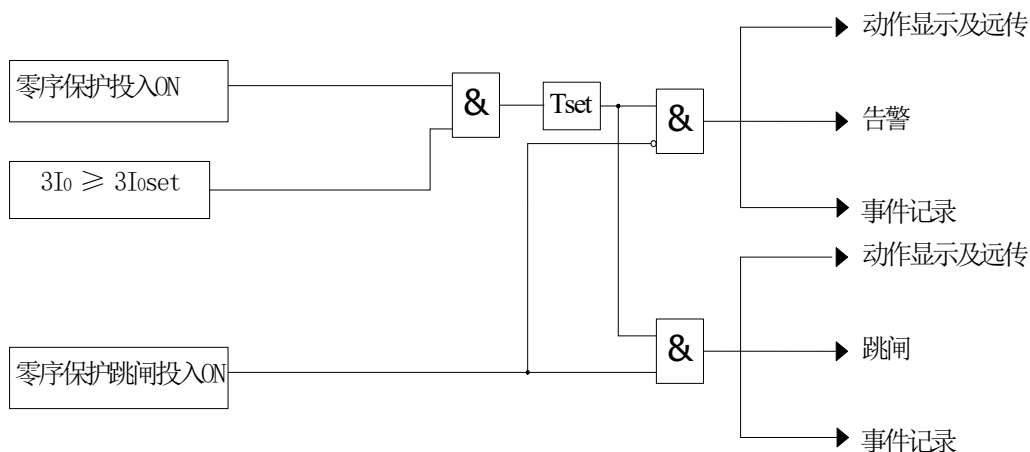 动作显示及远传
零序保护投入ON
&
Tset
&
告警
3I0 ≥ 3I0set
事件记录
动作显示及远传
零序保护跳闸投入ON
&
跳闸
事件记录